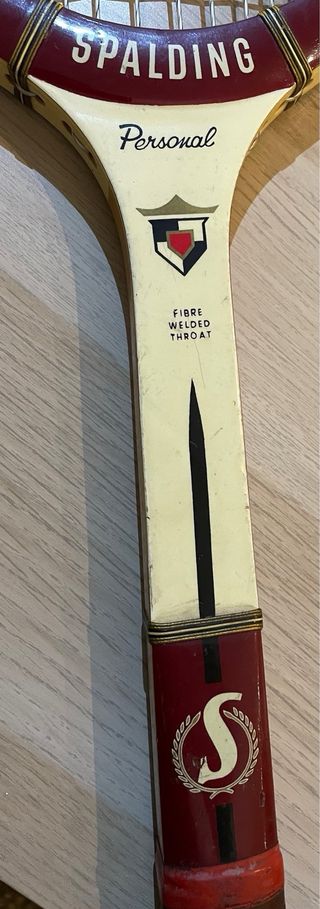 SPALDING
Personal
FIBRE
WELDED
THROAT
S